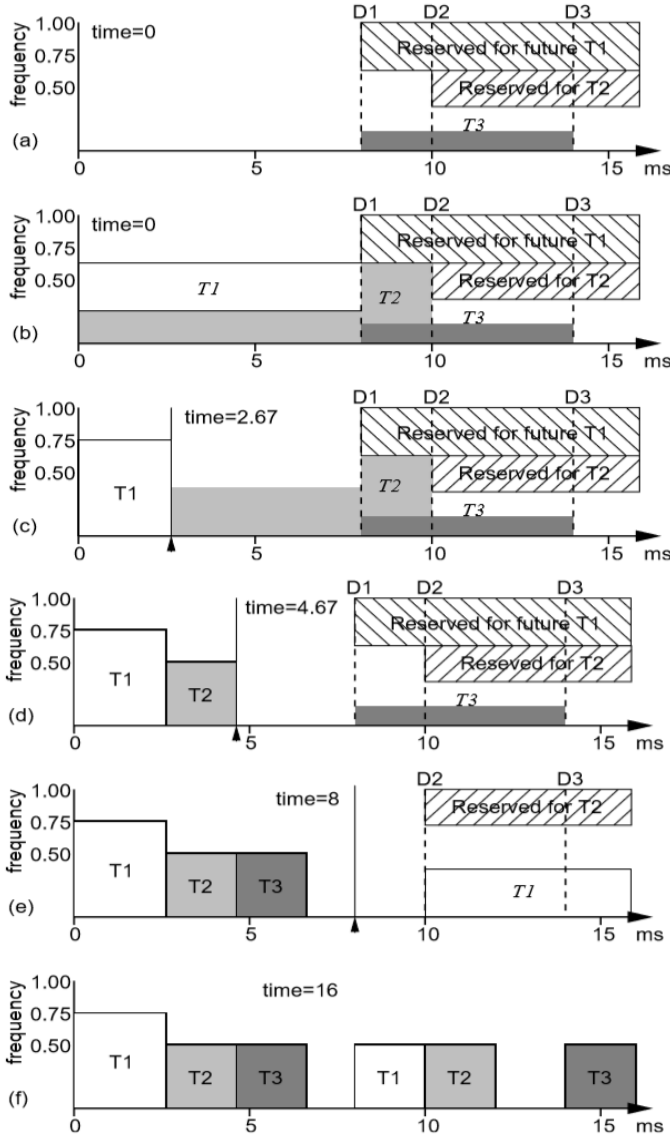 D1 D2 D3
1.00 time=0
Reserved for future T1
0.50
Reserved for T2
frequency
T3
(a)
0 5 10 15 ms
D1 D2 D3
1.00 time=0
0.75
Reserved for future T1
0.50
T1 T2
Reserved for T2
frequency
T3
(b)
0 5 10 15 ms
D1 D2 D3
1.00 time=2.67
0.75
Reserved for future T1
0.50
T1 T2
Reserved for T2
frequency
T3
(c)
0 5 10 15 ms
D1 D2 D3
1.00 time=4.67
0.75
Reserved for future T1
0.50
T1 T2
Reseved for T2
frequency
T3
(d)
0 5 10 15 ms
D2 D3
1.00 time=8
0.75
Reserved for T2
0.50
T1 T2 T3 T1
frequency
(e)
0 5 10 15 ms
1.00 time=16
0.75
0.50
T1 T2 T3 T1 T2 T3
frequency
(f)
0 5 10 15 ms